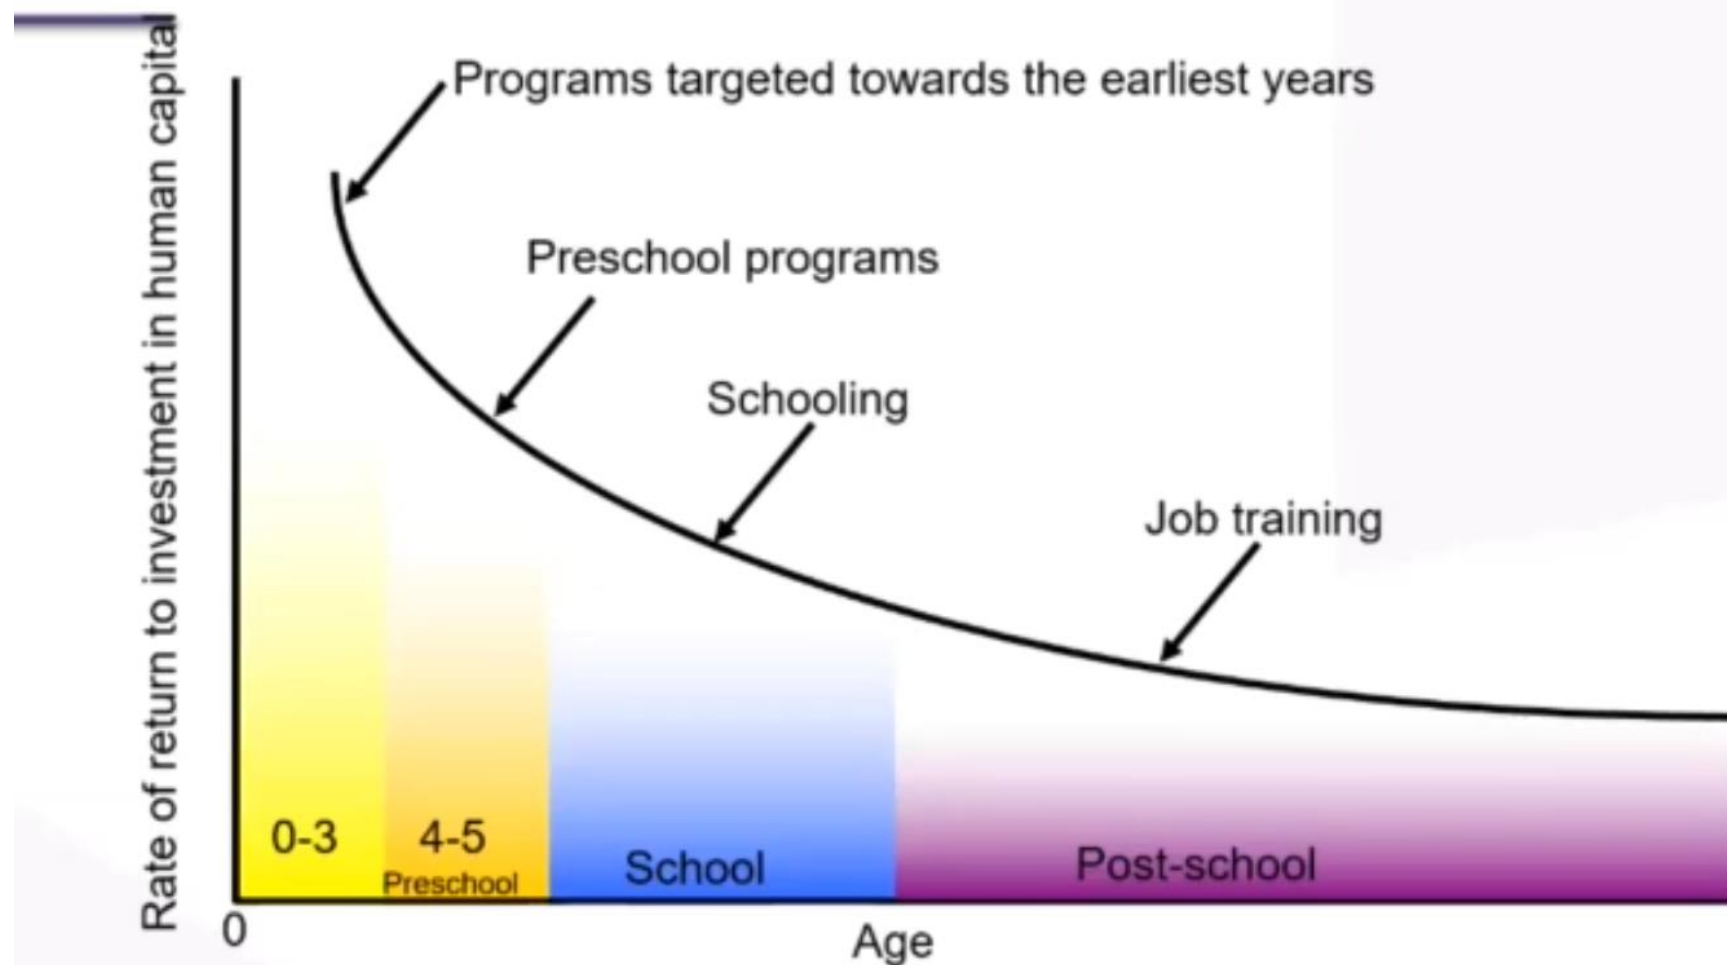 Rate of return to investment in human capital
Programs targeted towards the earliest years
Preschool programs
Schooling
Job training
0-3
4-5
Preschool
School
Post-school
0
Age